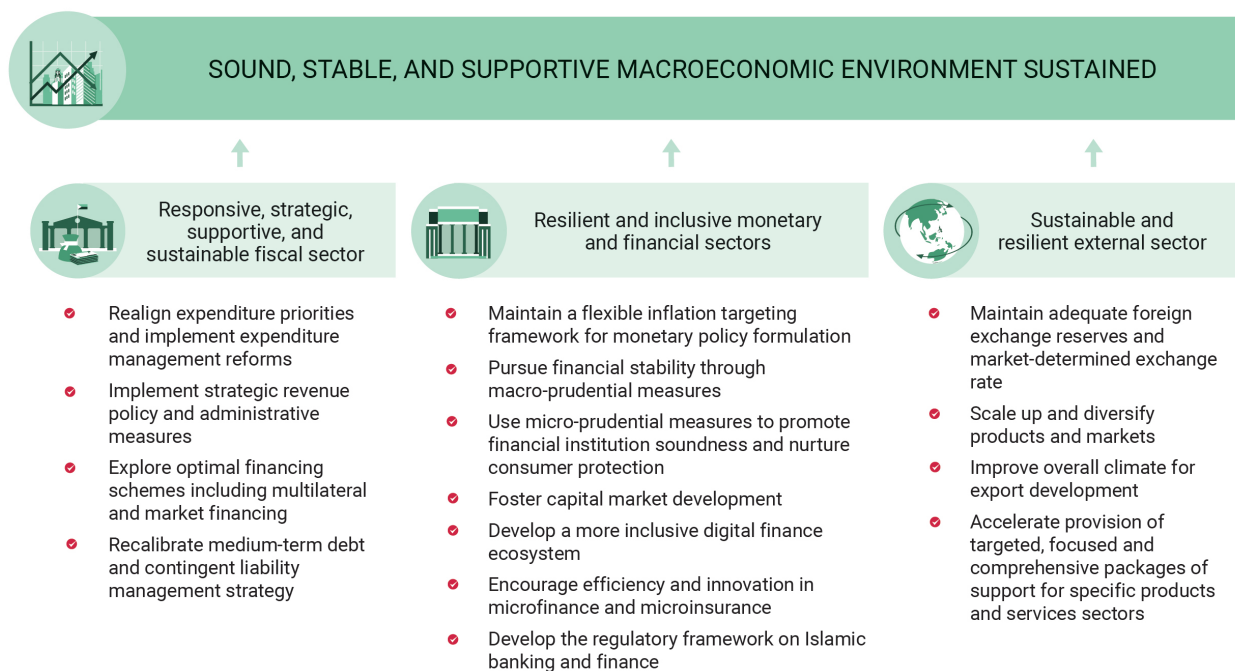 SOUND, STABLE, AND SUPPORTIVE MACROECONOMIC ENVIRONMENT SUSTAINED
Responsive, strategic,
supportive, and
sustainable fiscal sector
Realign expenditure priorities
and implement expenditure
management reforms
Implement strategic revenue
policy and administrative
measures
Explore optimal financing
schemes including multilateral
and market financing
Recalibrate medium-term debt
and contingent liability
management strategy
Resilient and inclusive monetary
and financial sectors
Maintain a flexible inflation targeting
framework for monetary policy formulation
Pursue financial stability through
macro-prudential measures
Use micro-prudential measures to promote
financial institution soundness and nurture
consumer protection
Foster capital market development
Develop a more inclusive digital finance
ecosystem
Encourage efficiency and innovation in
microfinance and microinsurance
Develop the regulatory framework on Islamic
banking and finance
Sustainable and
resilient external sector
Maintain adequate foreign
exchange reserves and
market-determined exchange
rate
Scale up and diversify
products and markets
Improve overall climate for
export development
Accelerate provision of
targeted, focused and
comprehensive packages of
support for specific products
and services sectors